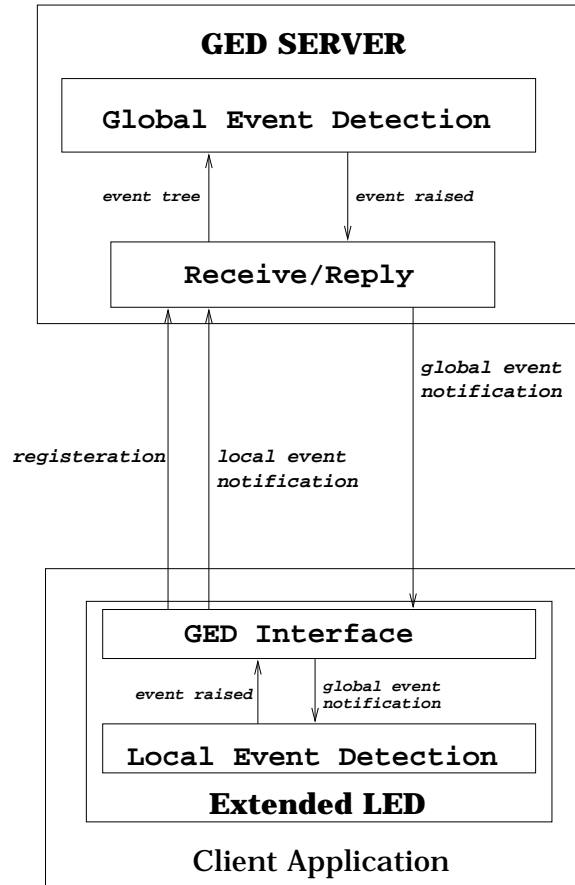 GED SERVER
Global Event Detection
event tree
event raised
Receive/Reply
global event
notification
registeration
local event
notification
GED Interface
event raised
global event
notification
Local Event Detection
Extended LED
Client Application